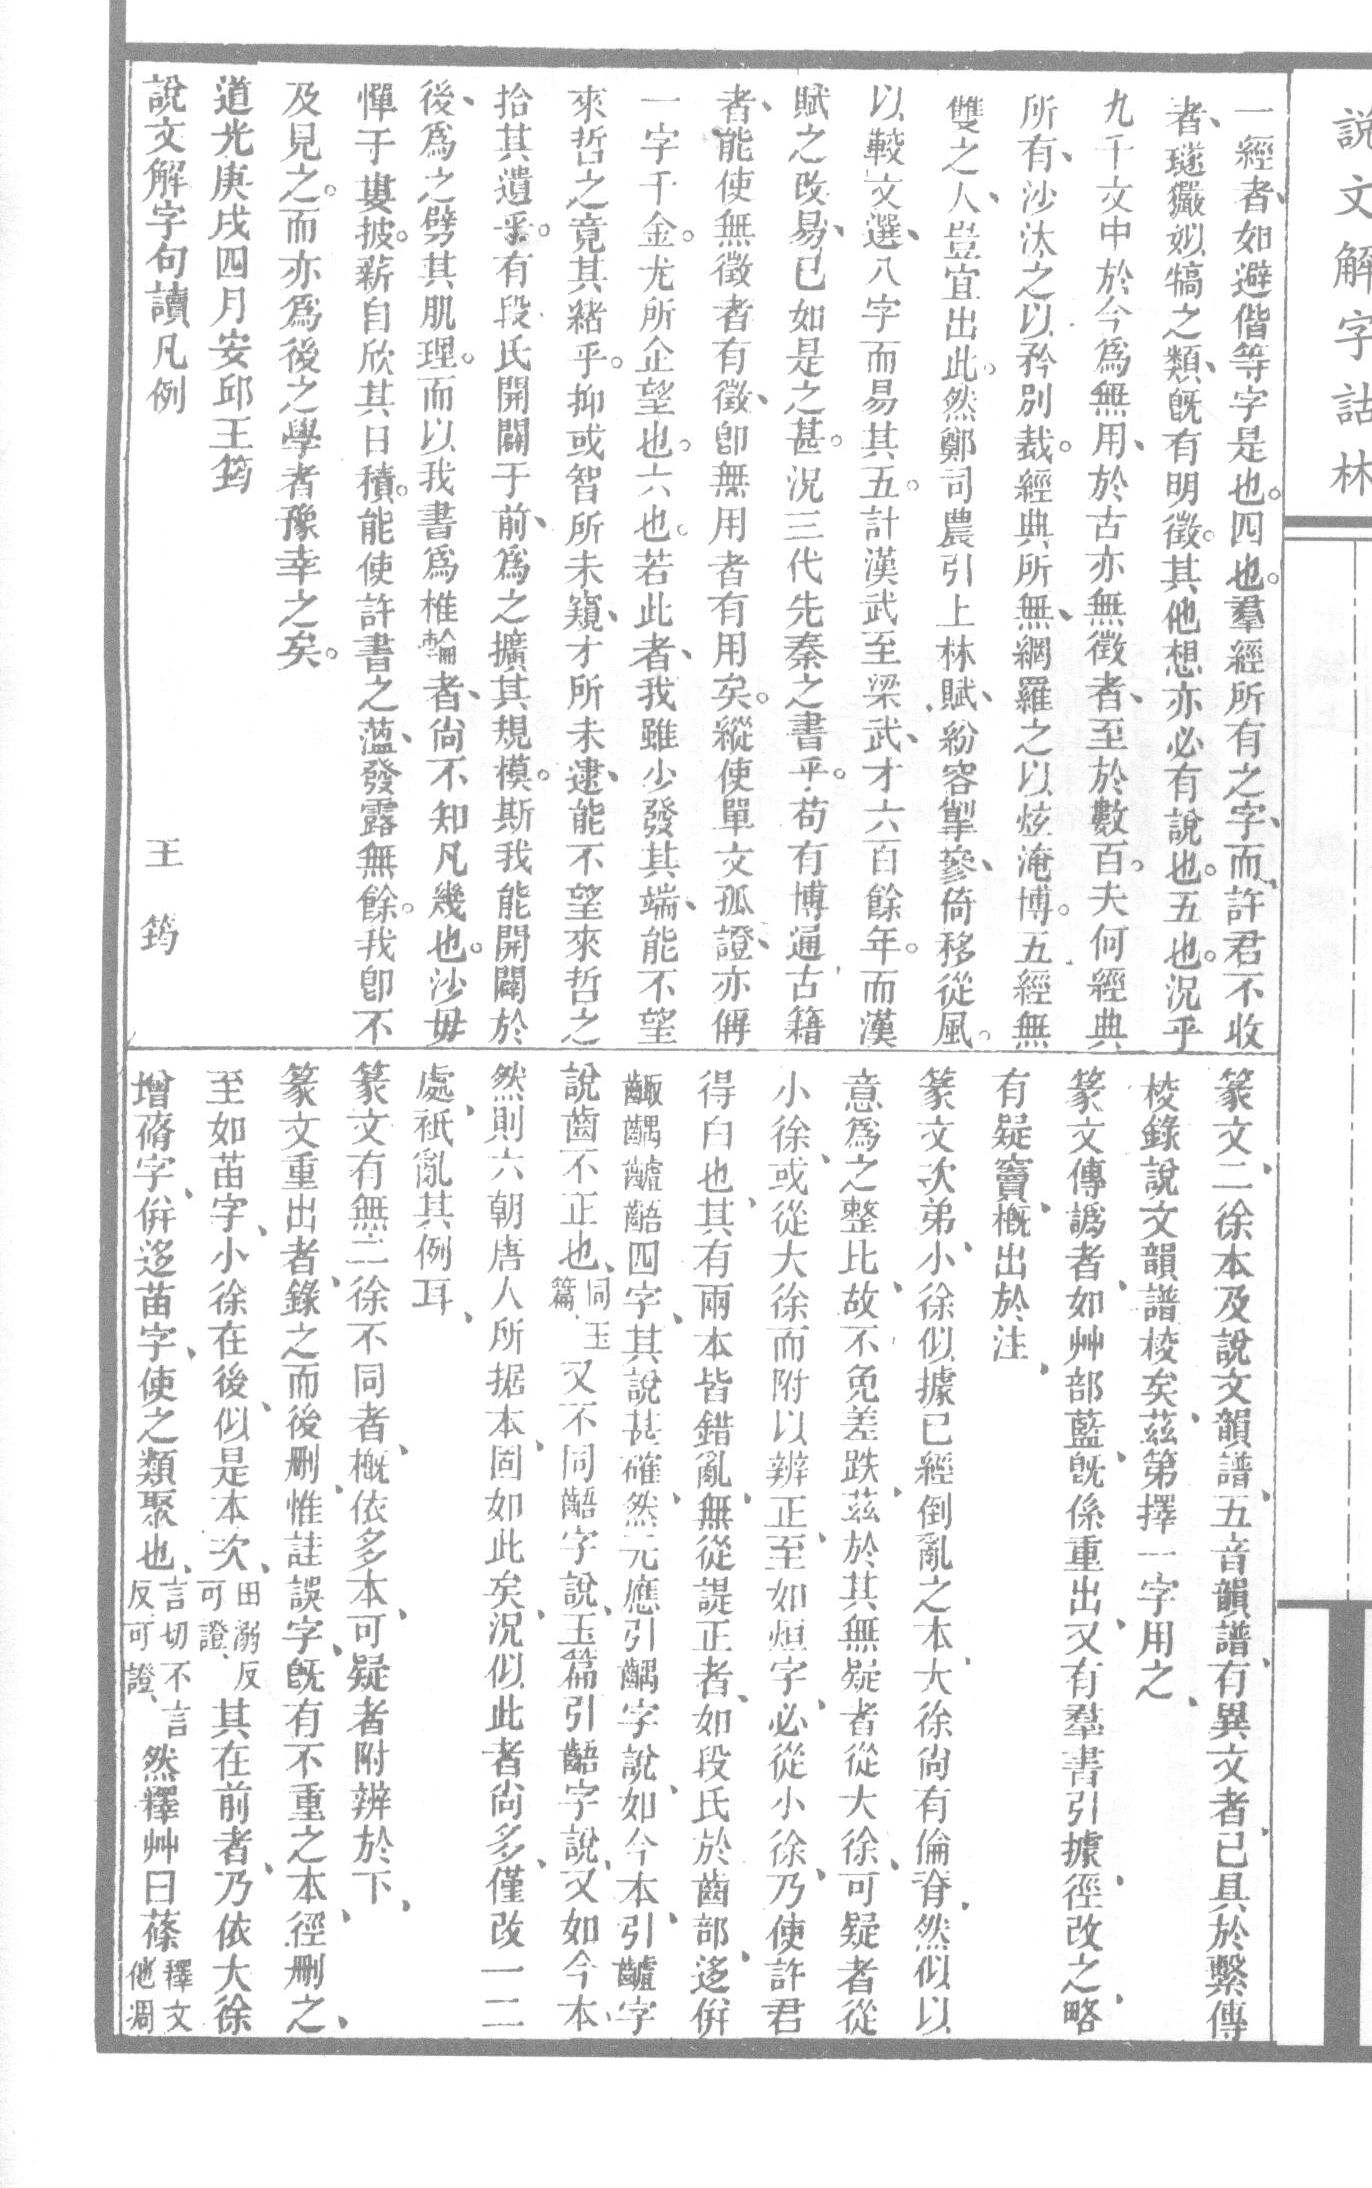 說文解字詁林
一經者、如避偕等字是也。四也。羣經所有之字、而許君不收
者、璲玁姒犒之類、旣有明徵。其他想亦必有說也。五也。況乎
九千文中於今爲無用、於古亦無徵者、至於數百。夫何經典
所有、沙汰之以矜別裁。經典所無、網羅之以炫淹博。五經無
雙之人、豈宜出此。然鄭司農引上林賦、紛容掣參、倚移從風。
以較文選、八字而易其五。計漢武至梁武、才六百餘年。而漢
賦之改易、已如是之甚。況三代先秦之書乎。苟有博通古籍
者、能使無徵者有徵、卽無用者有用矣。縱使單文孤證、亦俦
一字千金。尤所企望也。六也。若此者、我雖少發其端、能不望
來哲之竟其緒乎。抑或智所未窺、才所未逮、能不望來哲之
拾其遺乎。有段氏開闢于前、爲之擴其規模。斯我能開闢於
後、爲之劈其肌理。而以我書爲椎輪者、尙不知凡幾也。沙毋
憚于婁披。薪自欣其日積。能使許書之薀、發露無餘。我卽不
及見之。而亦爲後之學者豫幸之矣。
道光庚戌四月安邱王筠
說文解字句讀凡例 王筠
篆文、二徐本及說文韻譜、五音韻譜、有異文者、已具於繫傳
校錄說文韻譜校矣、茲第擇一字用之、
篆文傳譌者、如艸部藍、旣係重出、又有羣書引據、徑改之、略
有疑竇、槪出於注、
篆文次弟、小徐似據已經倒亂之本、大徐尙有倫脊、然似以
意爲之整比、故不免差跌、茲於其無疑者從大徐、可疑者從
小徐、或從大徐而附以辨正、至如烜字、必從小徐、乃使許君
得白也、其有兩本皆錯亂、無從諟正者、如段氏於齒部迻倂
齱齵齇齬四字、其說甚確、然元應引齵字說、如今本、引齇字
說齒不正也、同玉篇、又不同齬字說、玉篇引齬字說、又如今本、
然則六朝唐人所据本、固如此矣、況似此者尙多、僅改一二
處、祇亂其例耳、
篆文有無、二徐不同者、槪依多本、可疑者附辨於下、
篆文重出者、錄之而後刪、惟註誤字、旣有不重之本、徑刪之、
至如苗字、小徐在後、似是本次、田溺反可證、其在前者、乃依大徐
增蓨字、倂迻苗字、使之類聚也、言切不言反可證、然釋艸曰蓧釋文他凋